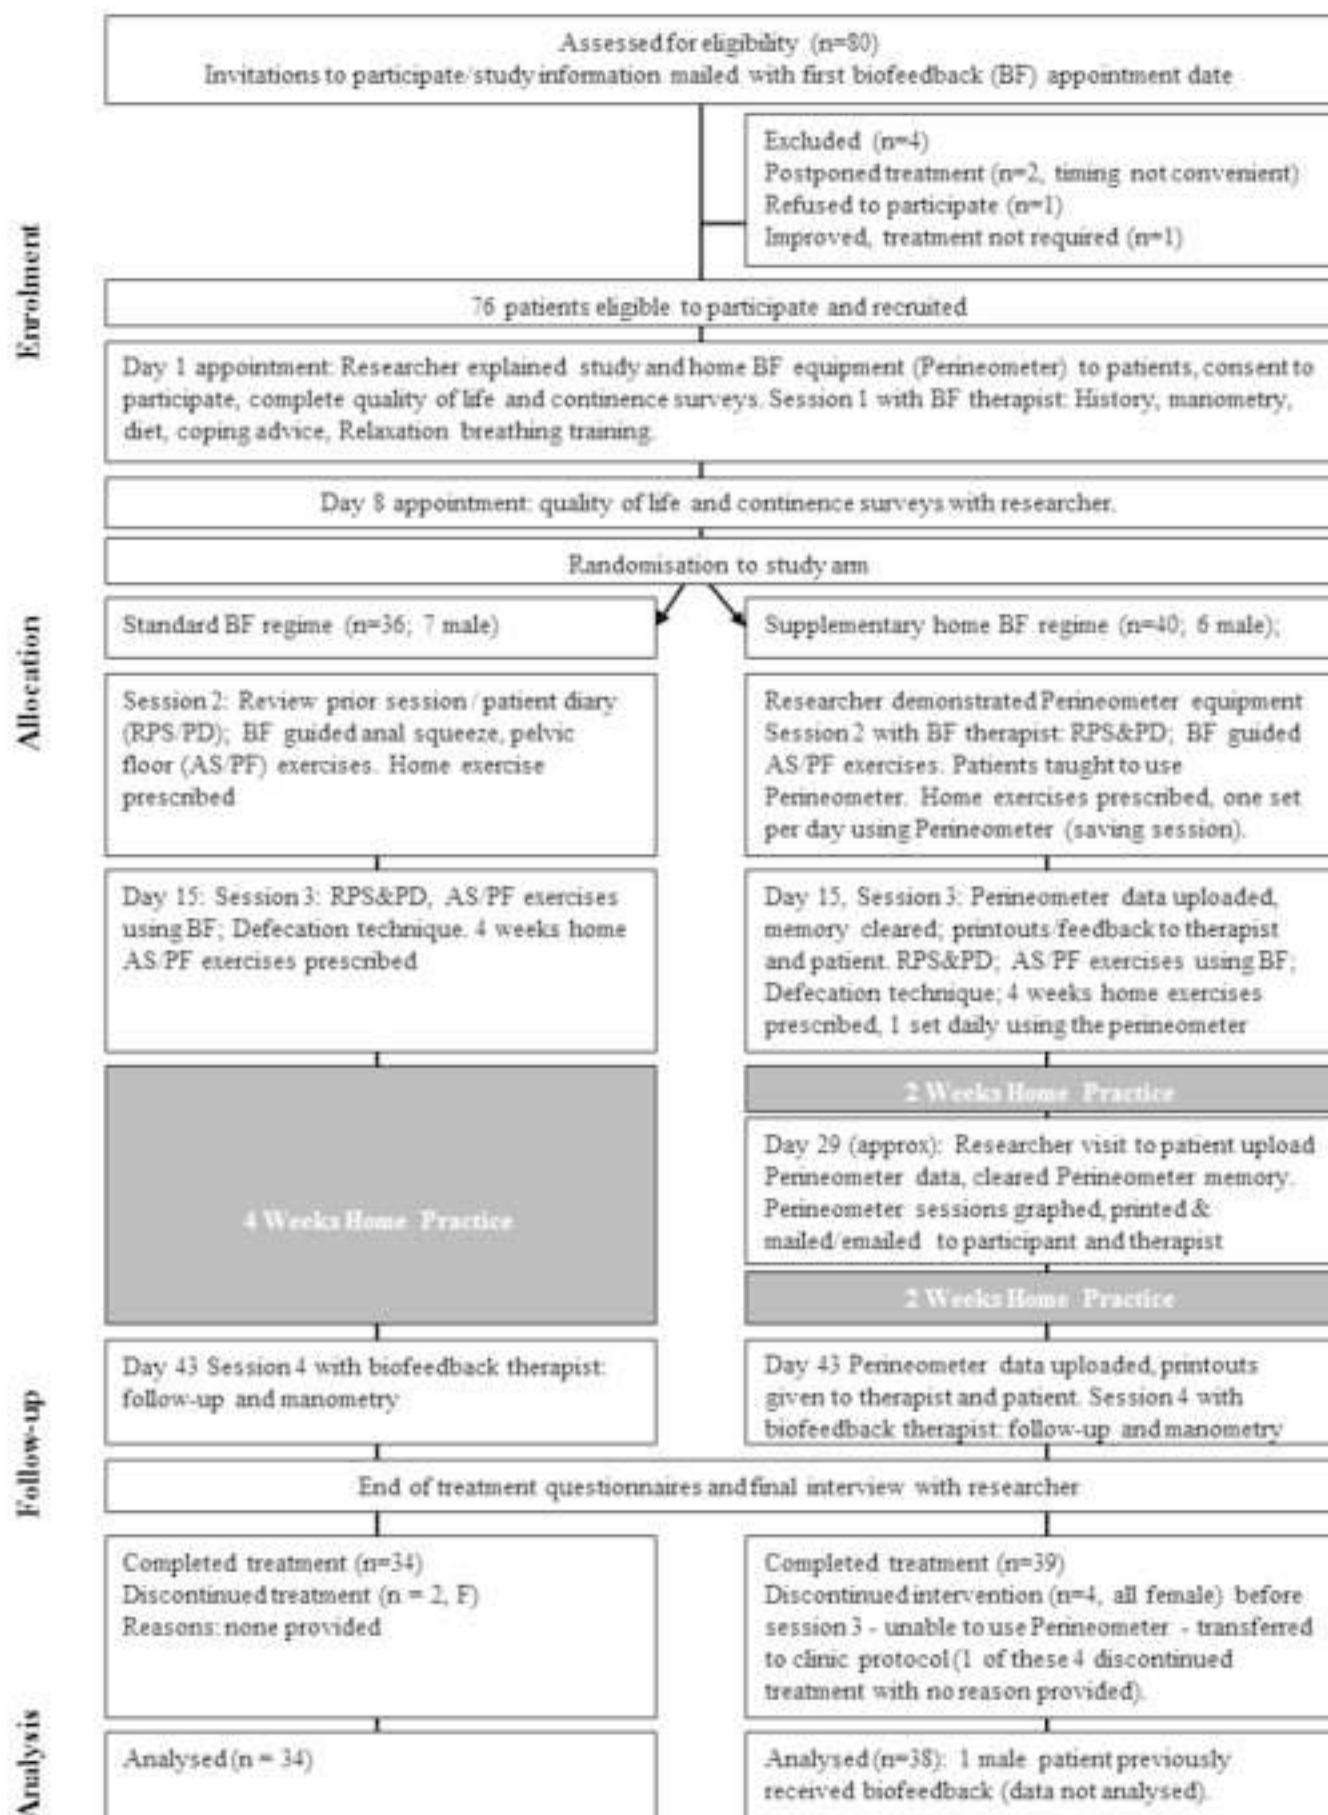 Assessed for eligibility (n=80)
Invitations to participate/study information mailed with first biofeedback (BF) appointment date
Excluded (n=4)
Postponed treatment (n=2, timing not convenient)
Refused to participate (n=1)
Improved, treatment not required (n=1)
Enrolment
76 patients eligible to participate and recruited
Day 1 appointment: Researcher explained study and home BF equipment (Perineometer) to patients, consent to
participate, complete quality of life and continence surveys. Session 1 with BF therapist: History, manometry,
diet, coping advice, Relaxation breathing training.
Day 8 appointment: quality of life and continence surveys with researcher.
Randomisation to study arm
Allocation
Standard BF regime (n=36; 7 male)
Supplementary home BF regime (n=40; 6 male);
Session 2: Review prior session / patient diary
(RPS/PD); BF guided anal squeeze, pelvic
floor (AS/PF) exercises. Home exercise
prescribed
Researcher demonstrated Perineometer equipment
Session 2 with BF therapist: RPS&PD; BF guided
AS/PF exercises. Patients taught to use
Perineometer. Home exercises prescribed, one set
per day using Perineometer (saving session).
Day 15: Session 3: RPS&PD, AS/PF exercises
using BF; Defecation technique. 4 weeks home
AS/PF exercises prescribed
Day 15, Session 3: Perineometer data uploaded,
memory cleared; printouts/feedback to therapist
and patient. RPS&PD; AS/PF exercises using BF;
Defecation technique; 4 weeks home exercises
prescribed, 1 set daily using the perineometer
4 Weeks Home Practice
2 Weeks Home Practice
Day 29 (approx): Researcher visit to patient upload
Perineometer data, cleared Perineometer memory.
Perineometer sessions graphed, printed &
mailed/emailed to participant and therapist
2 Weeks Home Practice
Follow-up
Day 43 Session 4 with biofeedback therapist:
follow-up and manometry
Day 43 Perineometer data uploaded, printouts
given to therapist and patient. Session 4 with
biofeedback therapist: follow-up and manometry
End of treatment questionnaires and final interview with researcher
Completed treatment (n=34)
Discontinued treatment (n = 2, F)
Reasons: none provided
Completed treatment (n=39)
Discontinued intervention (n=4, all female) before
session 3 - unable to use Perineometer - transferred
to clinic protocol (1 of these 4 discontinued
treatment with no reason provided).
Analysis
Analysed (n = 34)
Analysed (n=38): 1 male patient previously
received biofeedback (data not analysed).